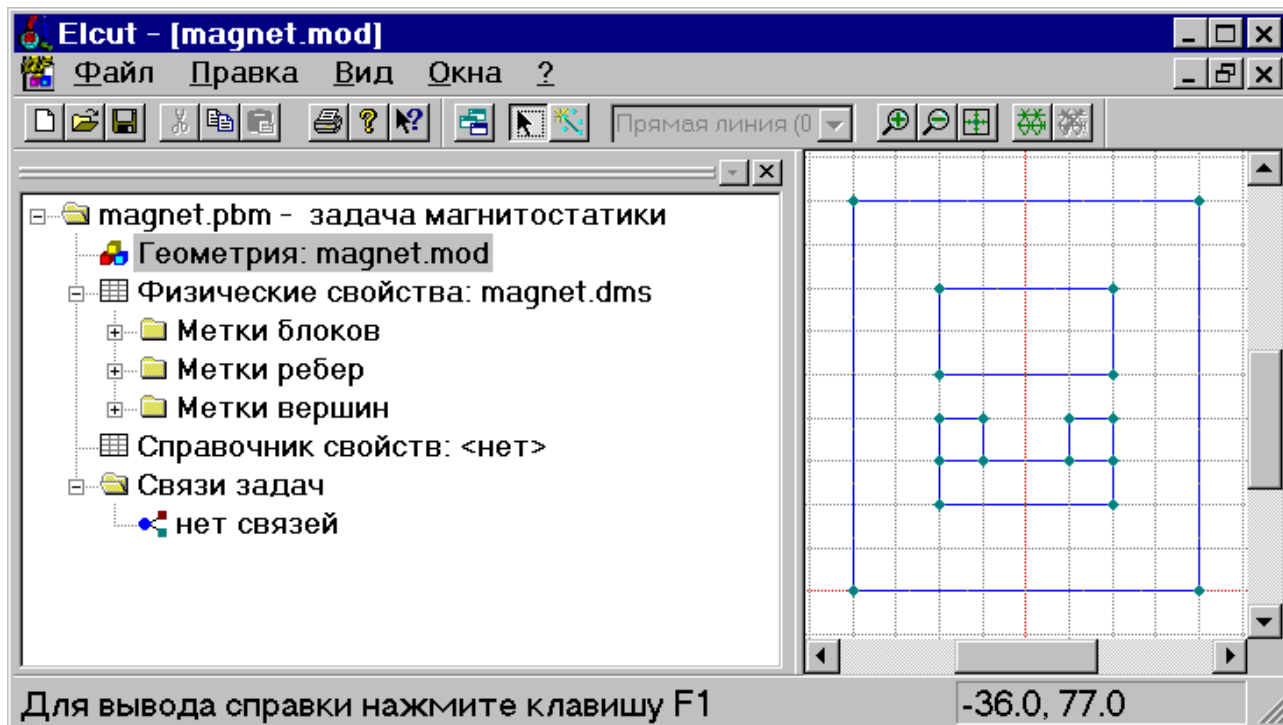 Elcut - [magnet.mod]
Файл Правка Вид Окна ?
Прямая линия (0
magnet.pbm - задача магнитостатики
Геометрия: magnet.mod
Физические свойства: magnet.dms
Метки блоков
Метки ребер
Метки вершин
Справочник свойств: <нет>
Связи задач
нет связей
Для вывода справки нажмите клавишу F1 -36.0, 77.0